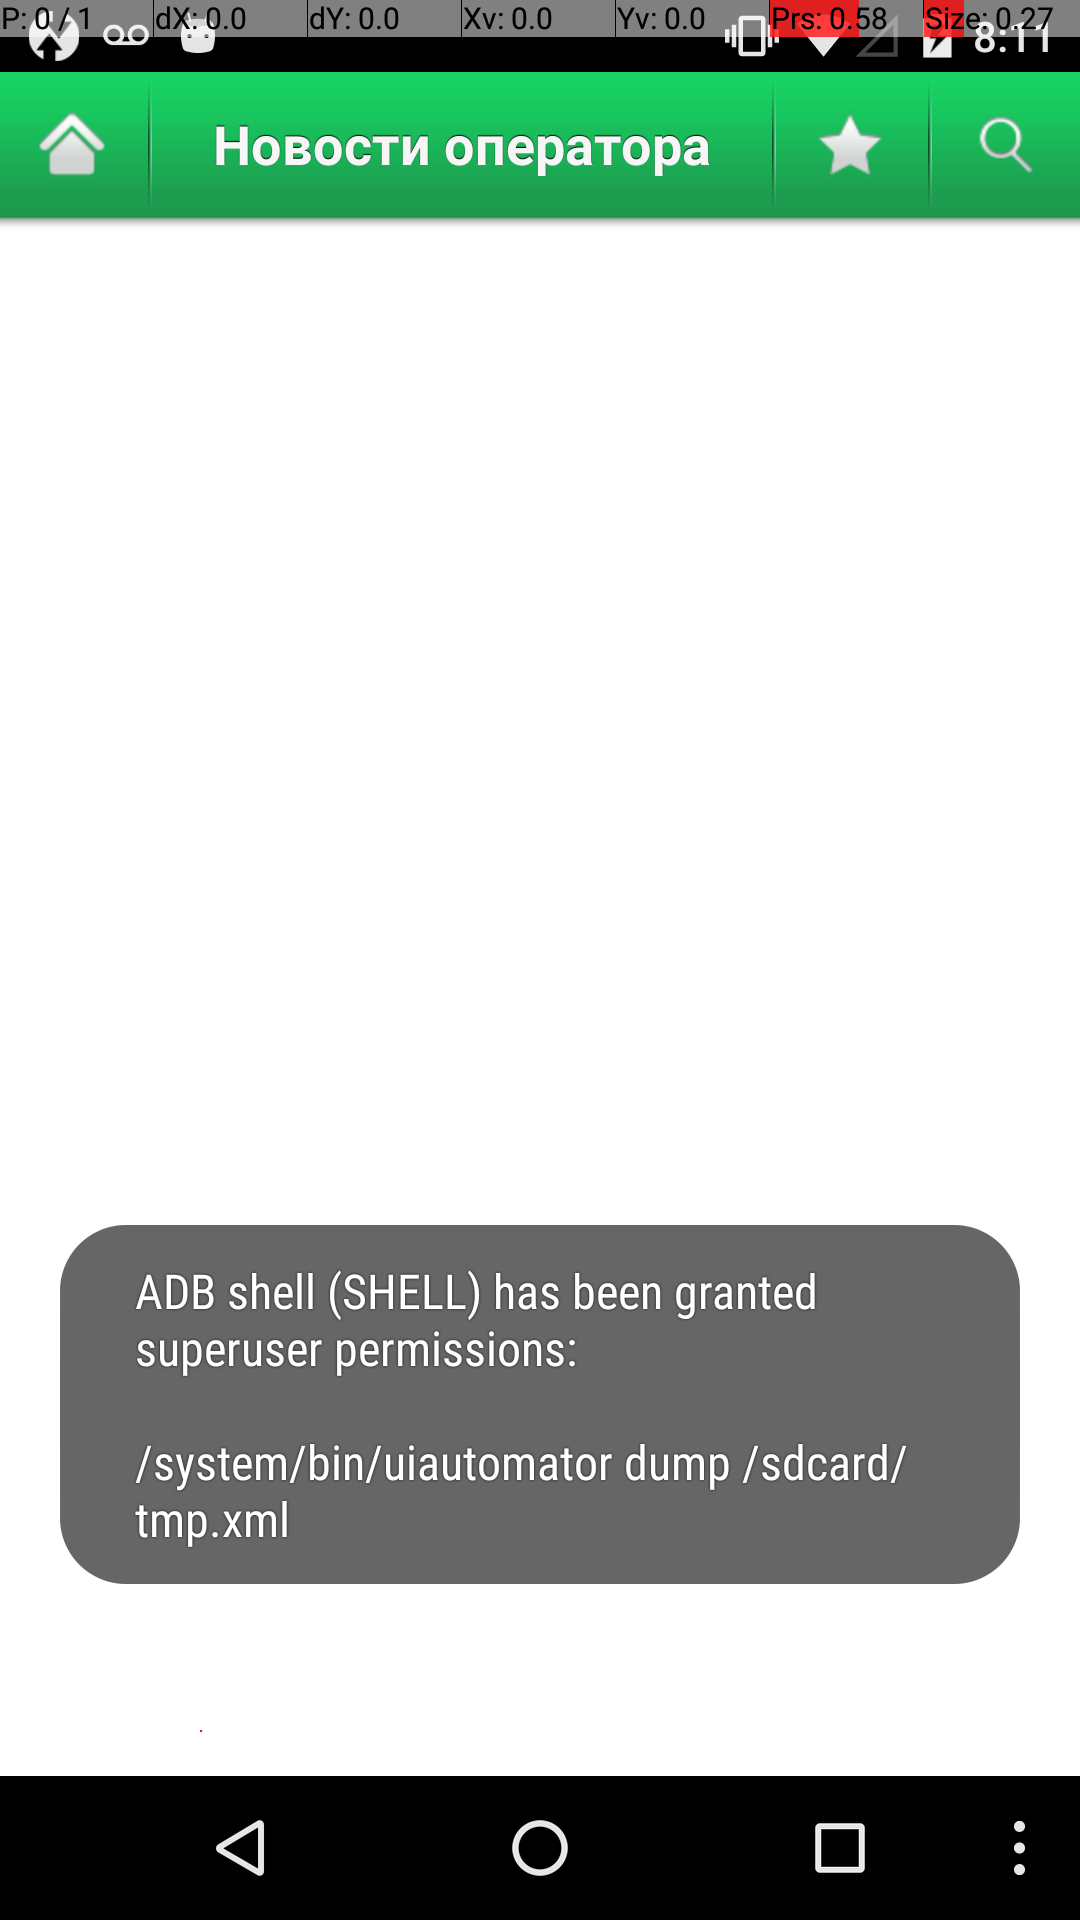 P: 0 / 1 dX: 0.0 dY: 0.0 Xv: 0.0 Yv: 0.0 Prs: 0.58 Size: 0.27
8:11
Новости оператора
ADB shell (SHELL) has been granted
superuser permissions:
/system/bin/uiautomator dump /sdcard/
tmp.xml